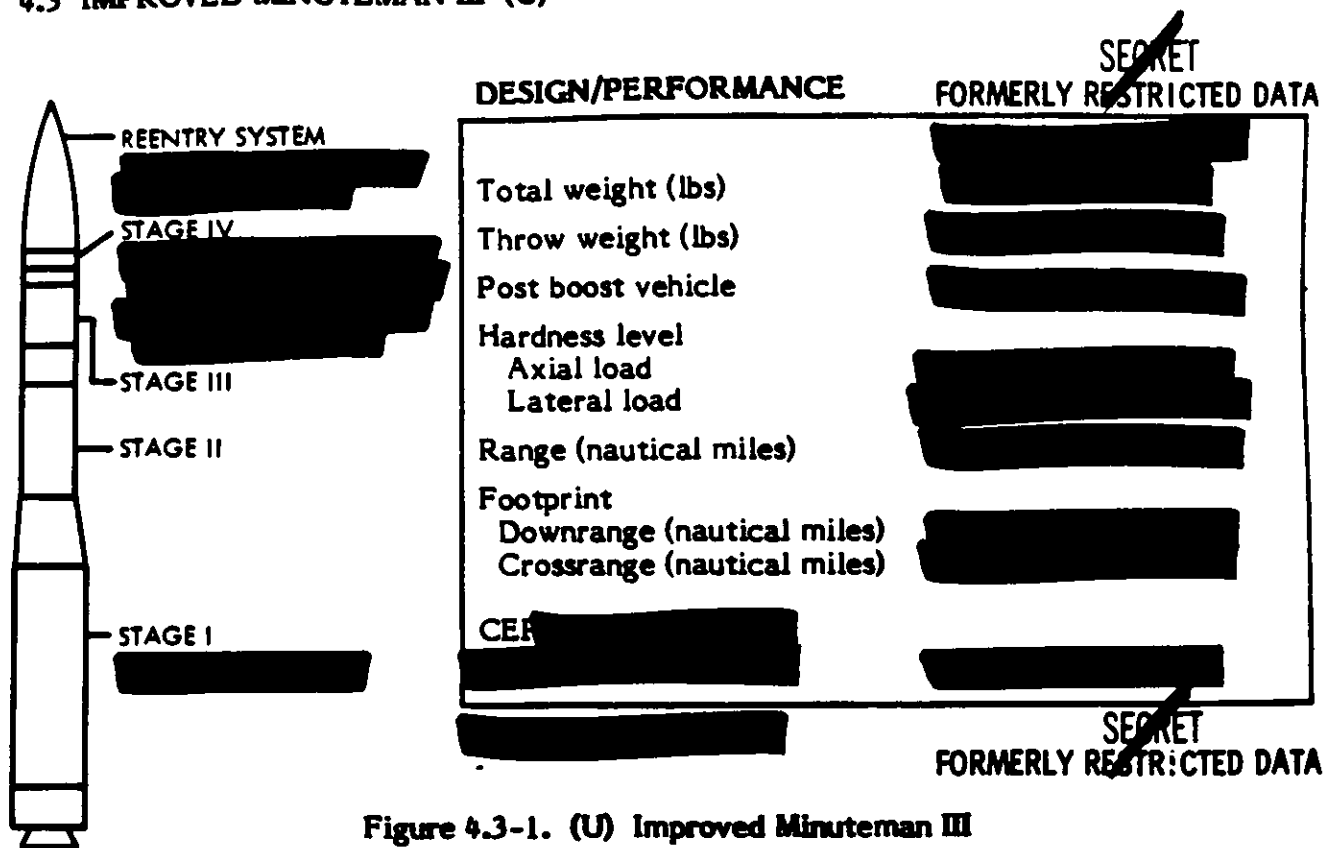 4.3 IMPROVED MINUTEMAN III (U)
SECRET
DESIGN/PERFORMANCE
FORMERLY RESTRICTED DATA
REENTRY SYSTEM
STAGE IV
STAGE III
STAGE II
STAGE I
Total weight (lbs)
Throw weight (lbs)
Post boost vehicle
Hardness level
Axial load
Lateral load
Range (nautical miles)
Footprint
Downrange (nautical miles)
Crossrange (nautical miles)
CEP
SECRET
FORMERLY RESTRICTED DATA
Figure 4.3-1. (U) Improved Minuteman III